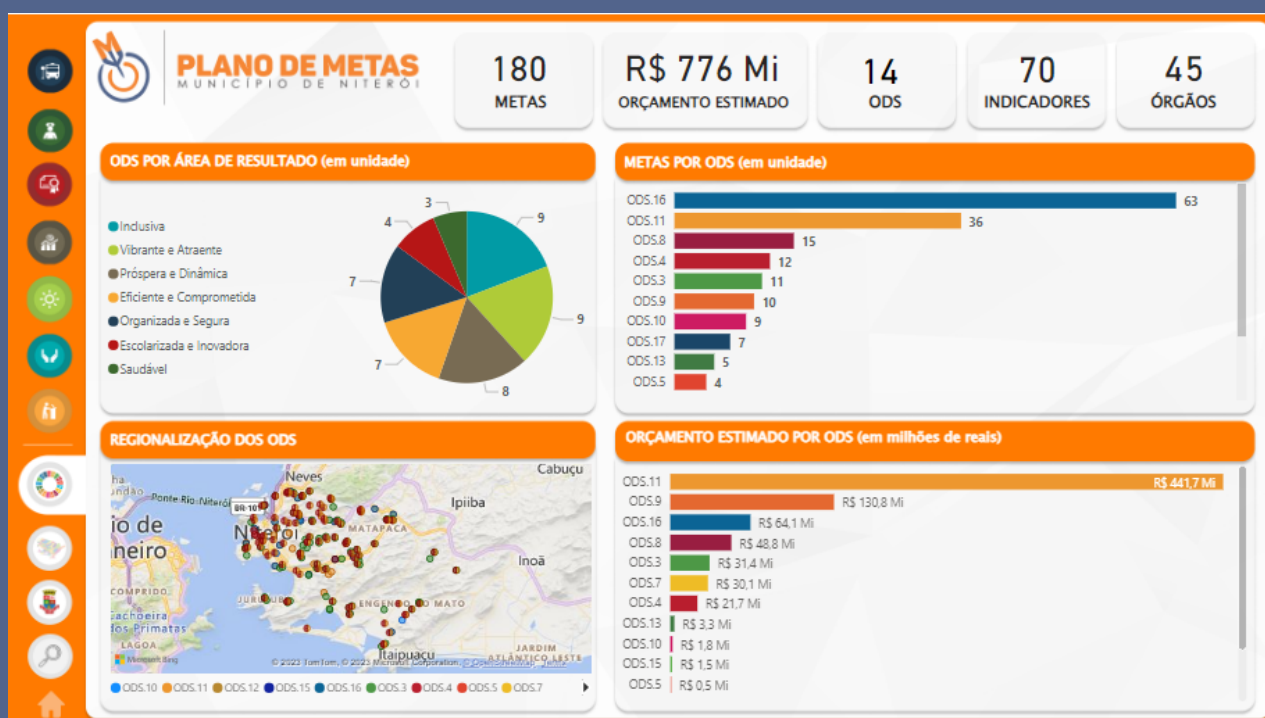 PLANO DE METAS
MUNICÍPIO DE NITERÓI
180
METAS
R$ 776 Mi
ORÇAMENTO ESTIMADO
14
ODS
70
INDICADORES
45
ÓRGÃOS
ODS POR ÁREA DE RESULTADO (em unidade)
Inclusiva
Vibrante e Atraente
Próspera e Dinâmica
Eficiente e Comprometida
Organizada e Segura
Escolarizada e Inovadora
Saudável
3
9
4
7
9
7
8
METAS POR ODS (em unidade)
ODS.16 63
ODS.11 36
ODS.8 15
ODS.4 12
ODS.3 11
ODS.9 10
ODS.10 9
ODS.17 7
ODS.13 5
ODS.5 4
REGIONALIZAÇÃO DOS ODS
Cabuçu
Neves
Ponte Rio-Niterói
BR-101
Ipiíba
io de
neiro
Niterói
MATAPACA
Inoã
COMPRIDO
JURUJUBA
ENGENHO DO MATO
achoeira
dos Primatas
LAGOA
Itaipuaçu
JARDIM
ATLÂNTICO LESTE
Microsoft Bing
© 2023 TomTom, © 2023 Microsoft Corporation, © OpenStreetMap Terms
ODS.10 ODS.11 ODS.12 ODS.15 ODS.16 ODS.3 ODS.4 ODS.5 ODS.7
ORÇAMENTO ESTIMADO POR ODS (em milhões de reais)
ODS.11 R$ 441,7 Mi
ODS.9 R$ 130,8 Mi
ODS.16 R$ 64,1 Mi
ODS.8 R$ 48,8 Mi
ODS.3 R$ 31,4 Mi
ODS.7 R$ 30,1 Mi
ODS.4 R$ 21,7 Mi
ODS.13 R$ 3,3 Mi
ODS.10 R$ 1,8 Mi
ODS.15 R$ 1,5 Mi
ODS.5 R$ 0,5 Mi